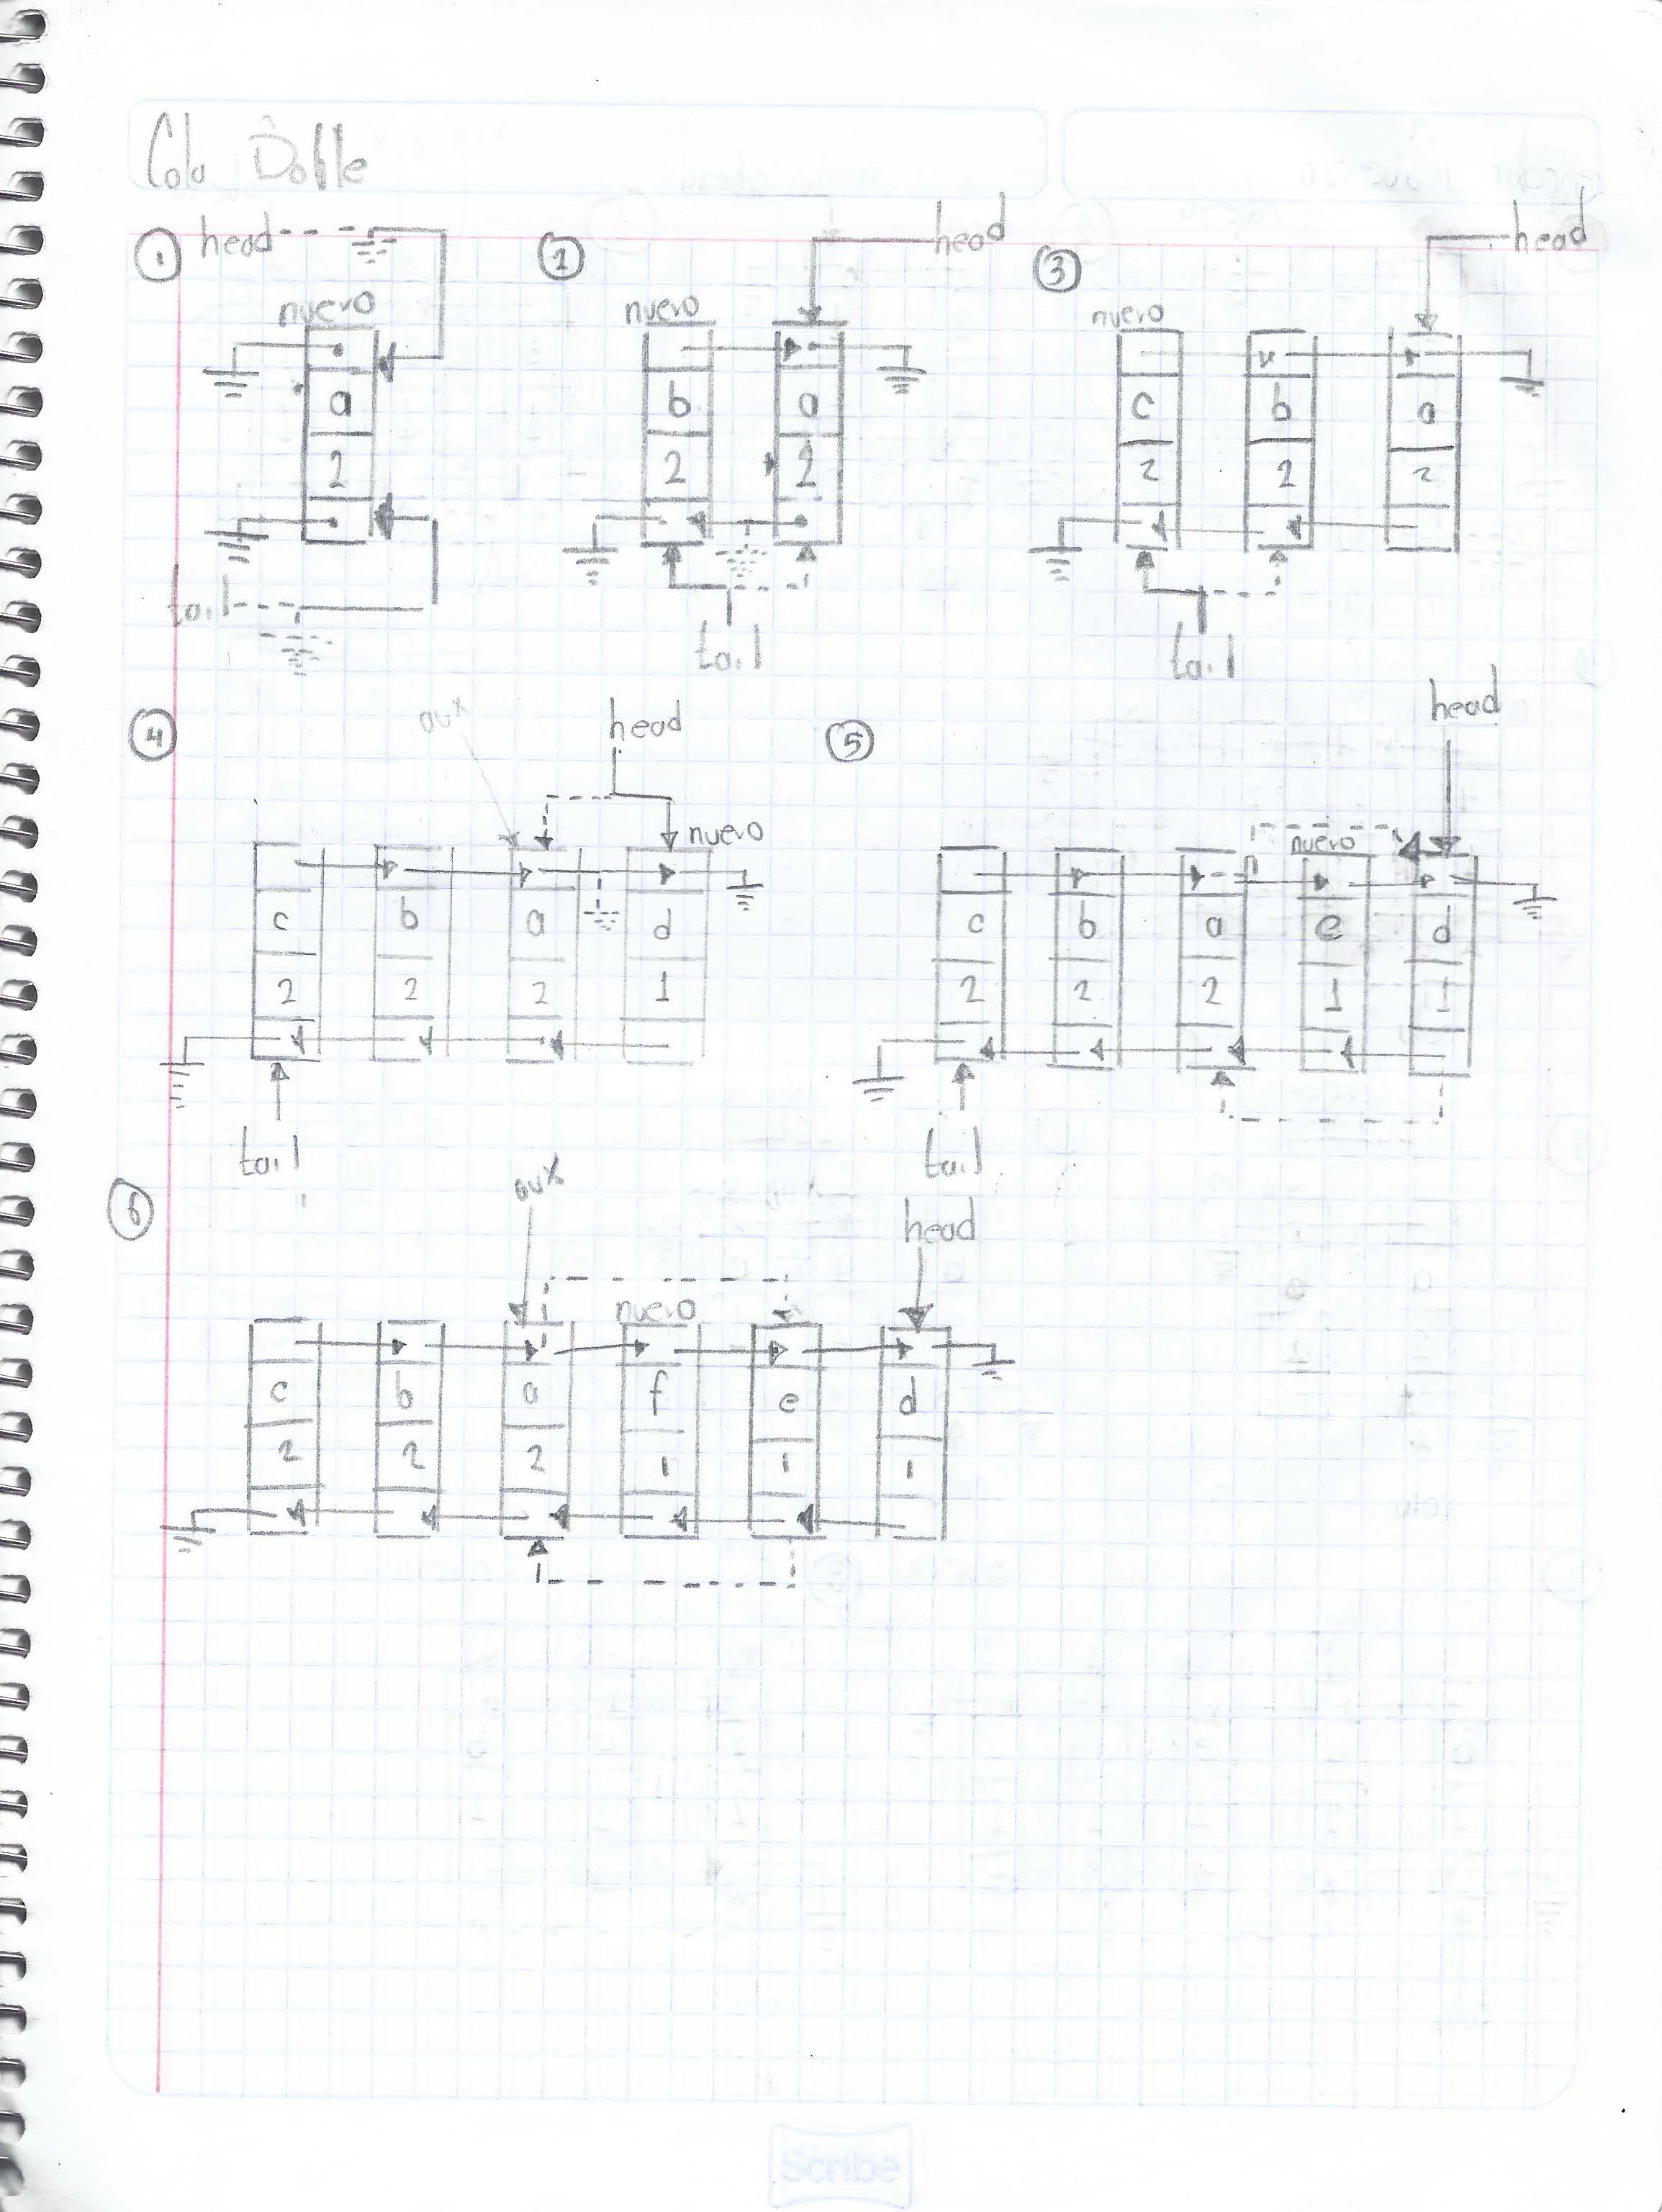 Cola Doble
1 head
nuevo
a
2
tail
2 head
nuevo
b a
2 2
tail
3 head
nuevo
c b a
2 2 2
tail
4 aux head
nuevo
c b a d
2 2 2 1
tail
5 head
nuevo
c b a e d
2 2 2 1 1
tail
6 aux head
nuevo
c b a f e d
2 2 2 1 1 1
Scribe